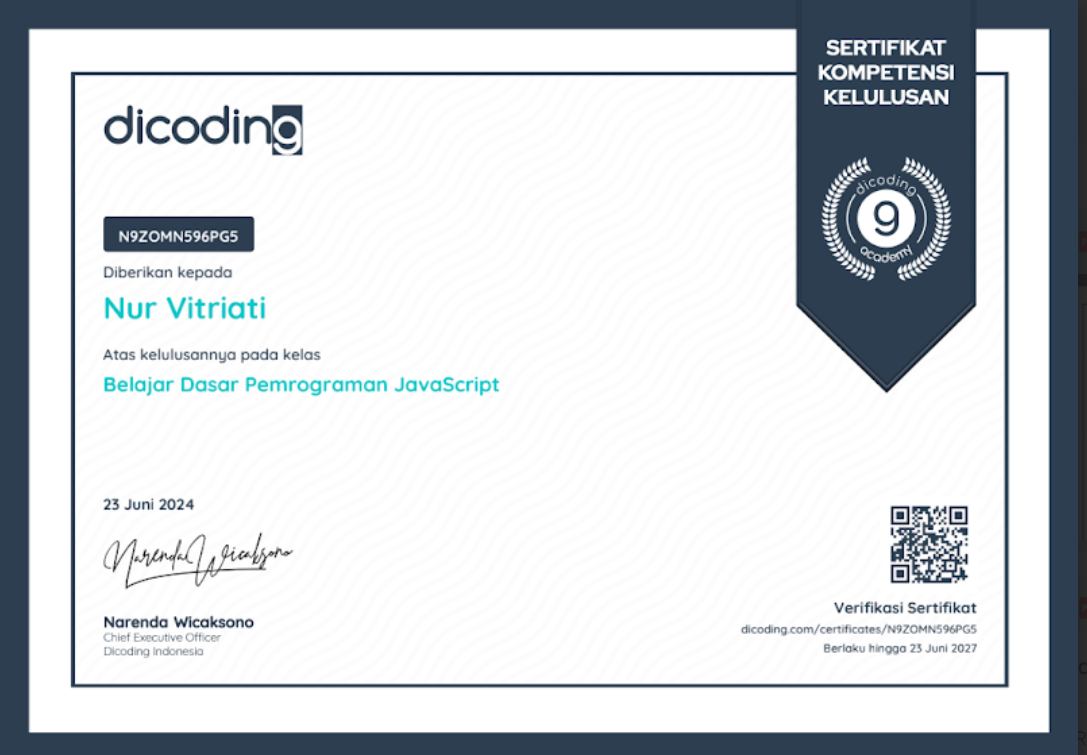 SERTIFIKAT
KOMPETENSI
KELULUSAN
dicoding
dicoding
9
academy
N9ZOMN596PG5
Diberikan kepada
Nur Vitriati
Atas kelulusannya pada kelas
Belajar Dasar Pemrograman JavaScript
23 Juni 2024
Narenda Wicaksono
Narenda Wicaksono
Chief Executive Officer
Dicoding Indonesia
Verifikasi Sertifikat
dicoding.com/certificates/N9ZOMN596PG5
Berlaku hingga 23 Juni 2027